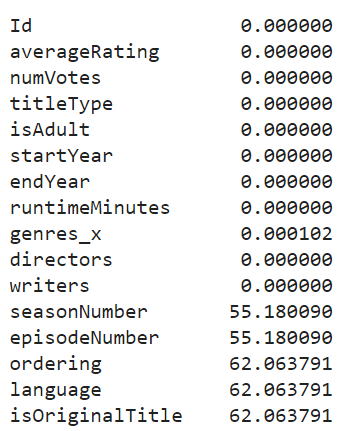 Id 0.000000
averageRating 0.000000
numVotes 0.000000
titleType 0.000000
isAdult 0.000000
startYear 0.000000
endYear 0.000000
runtimeMinutes 0.000000
genres_x 0.000102
directors 0.000000
writers 0.000000
seasonNumber 55.180090
episodeNumber 55.180090
ordering 62.063791
language 62.063791
isOriginalTitle 62.063791